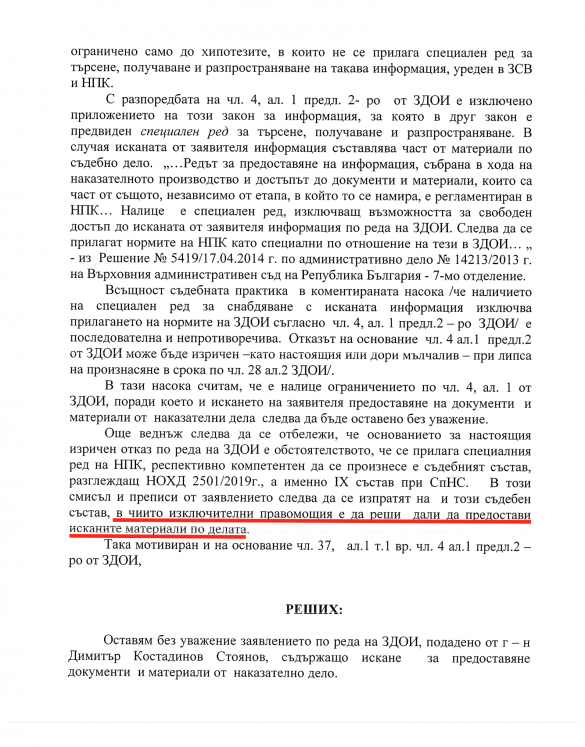 ограничено само до хипотезите, в които не се прилага специален ред за
търсене, получаване и разпространяване на такава информация, уреден в ЗСВ
и НПК.
С разпоредбата на чл. 4, ал. 1 предл. 2- ро от ЗДОИ е изключено
приложението на този закон за информация, за която в друг закон е
предвиден специален ред за търсене, получаване и разпространяване. В
случая исканата от заявителя информация съставлява част от материали по
съдебно дело. „…Редът за предоставяне на информация, събрана в хода на
наказателното производство и достъпът до документи и материали, които са
част от същото, независимо от етапа, в който то се намира, е регламентиран в
НПК… Налице е специален ред, изключващ възможността за свободен
достъп до исканата от заявителя информация по реда на ЗДОИ. Следва да се
прилагат нормите на НПК като специални по отношение на тези в ЗДОИ… „
- из Решение № 5419/17.04.2014 г. по административно дело № 14213/2013 г.
на Върховния административен съд на Република България - 7-мо отделение.
Всъщност съдебната практика в коментираната насока /че наличието
на специален ред за снабдяване с исканата информация изключва
прилагането на нормите на ЗДОИ съгласно чл. 4, ал. 1 предл.2 – ро ЗДОИ/ е
последователна и непротиворечива. Отказът на основание чл. 4 ал.1 предл.2
от ЗДОИ може бъде изричен –като настоящия или дори мълчалив – при липса
на произнасяне в срока по чл. 28 ал.2 ЗДОИ/.
В тази насока считам, че е налице ограничението по чл. 4, ал. 1 от
ЗДОИ, поради което и искането на заявителя предоставяне на документи и
материали от наказателни дела следва да бъде оставено без уважение.
Още веднъж следва да се отбележи, че основанието за настоящия
изричен отказ по реда на ЗДОИ е обстоятелството, че се прилага специалния
ред на НПК, респективно компетентен да се произнесе е съдебният състав,
разглеждащ НОХД 2501/2019г., а именно IX състав при СпНС. В този
смисъл и преписи от заявлението следва да се изпратят на и този съдебен
състав, в чиито изключителни правомощия е да реши дали да предостави
исканите материали по делата.
Така мотивиран и на основание чл. 37, ал.1 т.1 вр. чл. 4 ал.1 предл.2 –
ро от ЗДОИ,
РЕШИХ:
Оставям без уважение заявлението по реда на ЗДОИ, подадено от г – н
Димитър Костадинов Стоянов, съдържащо искане за предоставяне
документи и материали от наказателно дело.